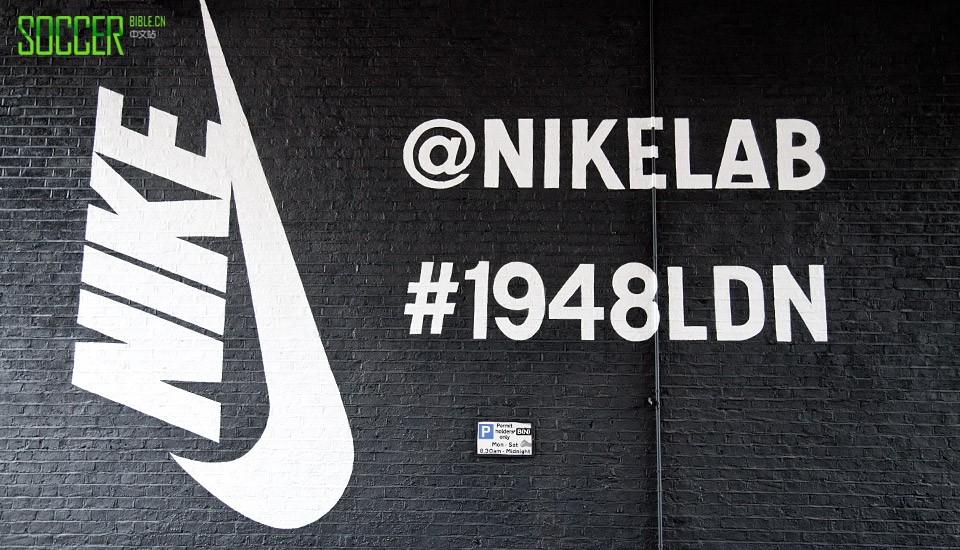 SOCCER BIBLE.CN
中文站
NIKE
@NIKELAB
#1948LDN
P Permit
holders B(N)
only
Mon - Sat
8.30am - Midnight